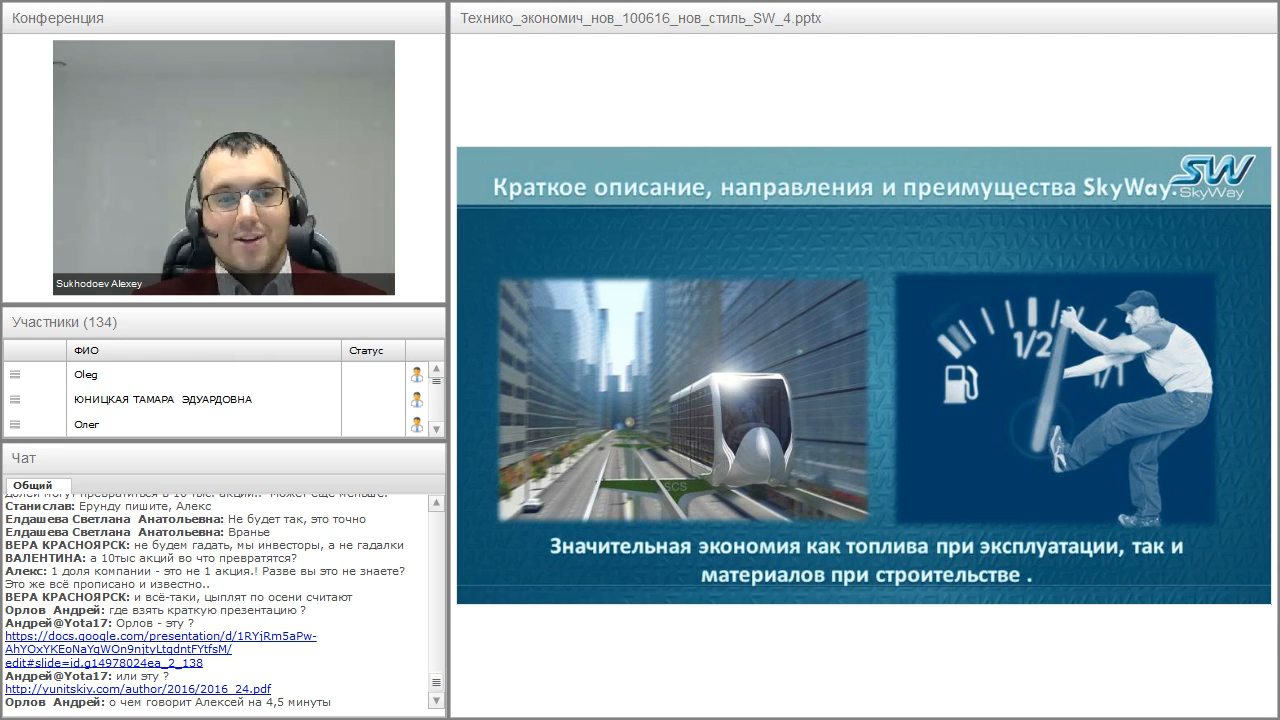 Конференция
Sukhodoev Alexey
Участники (134)
ФИО Статус
Oleg
ЮНИЦКАЯ ТАМАРА ЭДУАРДОВНА
Олег
Чат
Общий
Станислав: Ерунду пишите, Алекс
Елдашева Светлана Анатольевна: Не будет так, это точно
Елдашева Светлана Анатольевна: Вранье
ВЕРА КРАСНОЯРСК: не будем гадать, мы инвесторы, а не гадалки
ВАЛЕНТИНА: а 10тыс акций во что превратятся?
Алекс: 1 доля компании - это не 1 акция.! Разве вы это не знаете?
Это же всё прописано и известно..
ВЕРА КРАСНОЯРСК: и всё-таки, цыплят по осени считают
Орлов Андрей: где взять краткую презентацию ?
Андрей@Yota17: Орлов - эту ?
https://docs.google.com/presentation/d/1RYjRm5aPw-
AhYOxYKEoNaYgWOn9njtyLtgdntFYtfsM/
edit#slide=id.g14978024ea_2_138
Андрей@Yota17: или эту ?
http://yunitskiy.com/author/2016/2016_24.pdf
Орлов Андрей: о чем говорит Алексей на 4,5 минуты
Технико_экономич_нов_100616_нов_стиль_SW_4.pptx
Краткое описание, направления и преимущества SkyWay.
SW
SkyWay
SCS
1/2
1/1
Значительная экономия как топлива при эксплуатации, так и
материалов при строительстве .